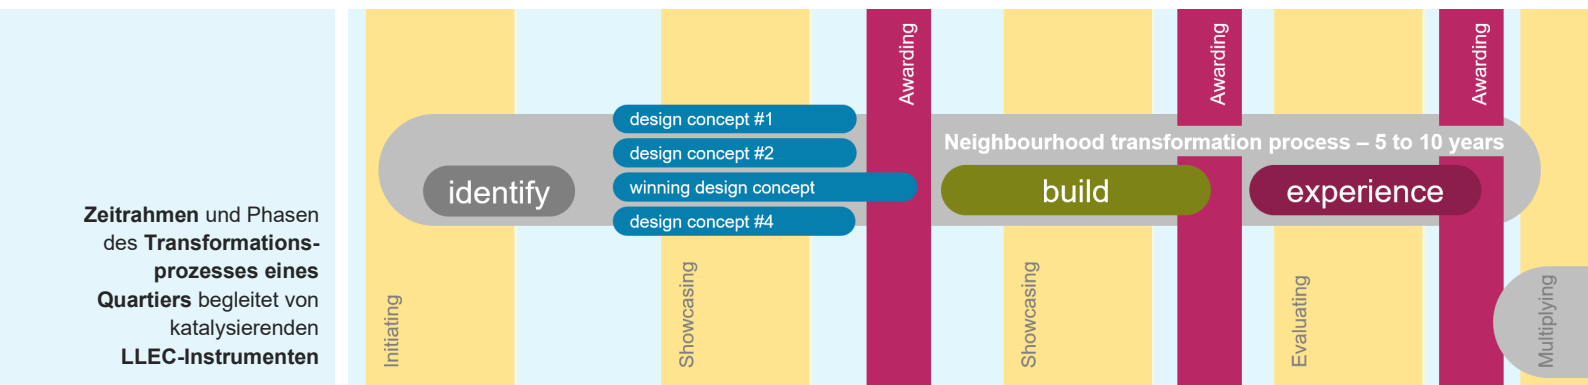 Zeitrahmen und Phasen
des Transformations-
prozesses eines
Quartiers begleitet von
katalysierenden
LLEC-Instrumenten
Initiating
identify
design concept #1
design concept #2
winning design concept
design concept #4
Showcasing
Awarding
Neighbourhood transformation process – 5 to 10 years
build
Showcasing
Awarding
experience
Evaluating
Awarding
Multiplying